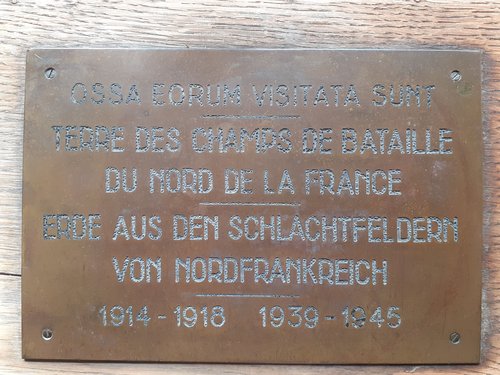 OSSA EORUM VISITATA SUNT
TERRE DES CHAMPS DE BATAILLE
DU NORD DE LA FRANCE
ERDE AUS DEN SCHLACHTFELDERN
VON NORDFRANKREICH
1914 - 1918 1939 - 1945